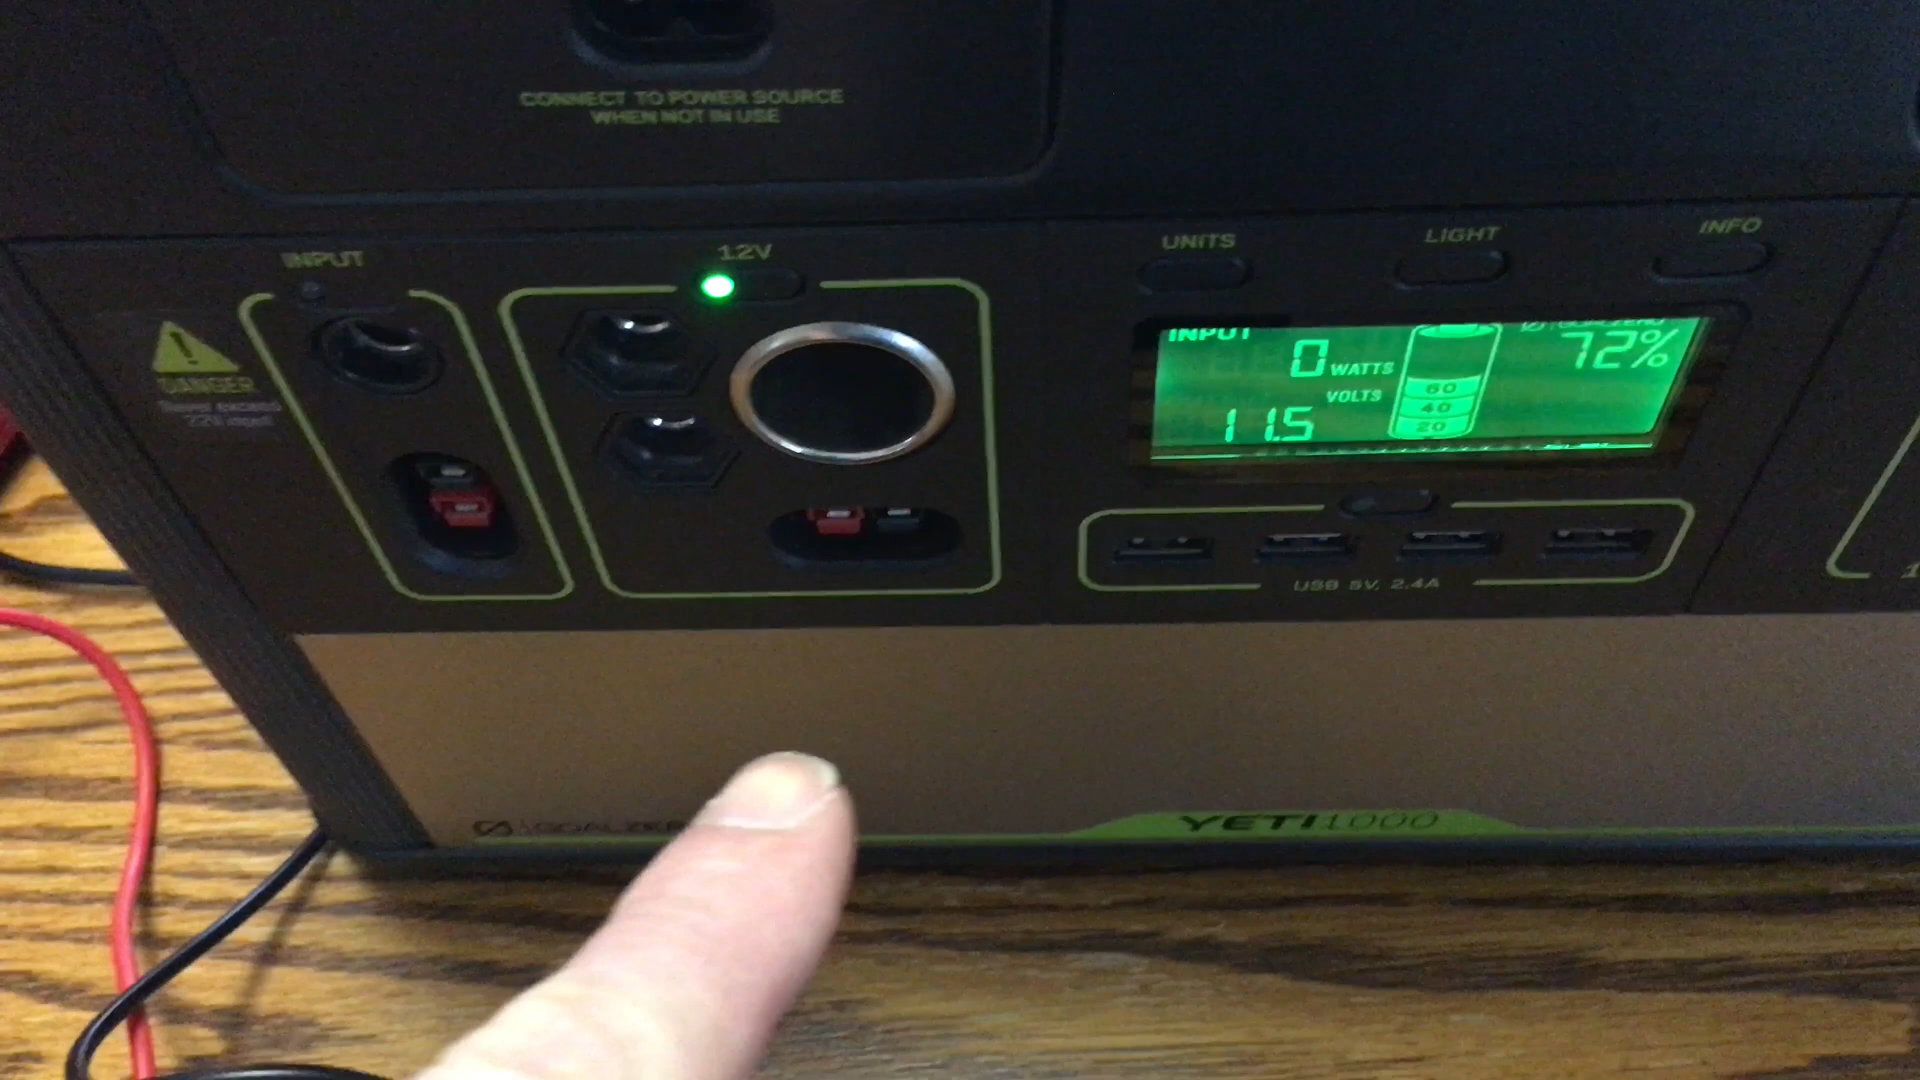 CONNECT TO POWER SOURCE
WHEN NOT IN USE
INPUT
12V
UNITS
LIGHT
INFO
DANGER
INPUT
0 WATTS
72%
VOLTS
11.5
60
40
20
USB 5V, 2.4A
YETI1000